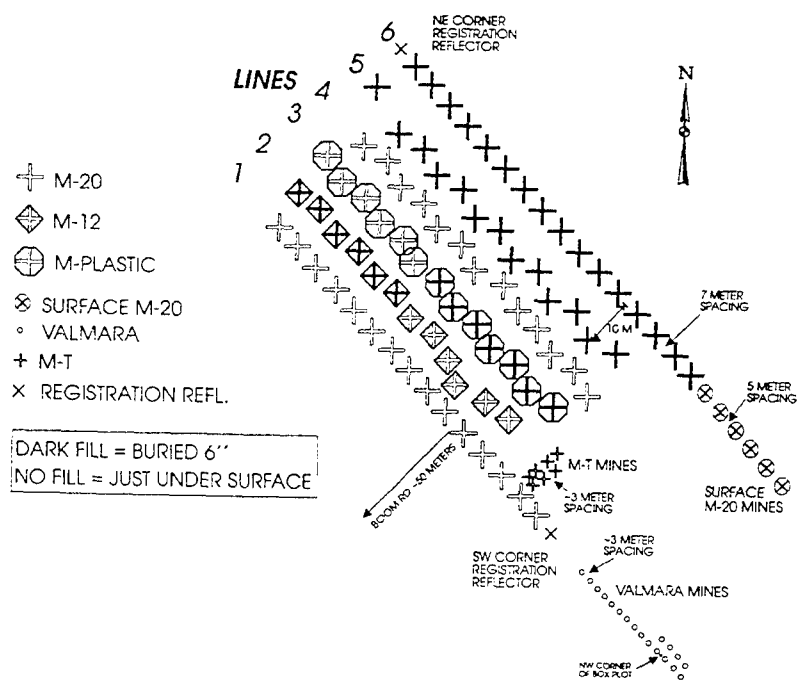 NE CORNER
REGISTRATION
REFLECTOR
6
5
LINES
4
3
2
1
N
M-20
M-12
M-PLASTIC
SURFACE M-20
VALMARA
M-T
REGISTRATION REFL.
DARK FILL = BURIED 6''
NO FILL = JUST UNDER SURFACE
7 METER
SPACING
10 M
5 METER
SPACING
BOOM RD ~50 METERS
M-T MINES
~3 METER
SPACING
SURFACE
M-20 MINES
SW CORNER
REGISTRATION
REFLECTOR
~3 METER
SPACING
VALMARA MINES
NW CORNER
OF BOX PLOT